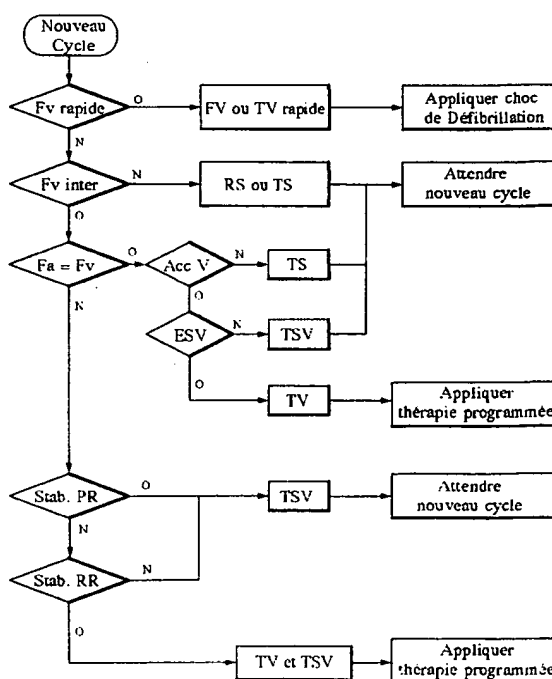 Nouveau
Cycle
Fv rapide
O
FV ou TV rapide
Appliquer choc
de Défibrillation
N
Fv inter
N
RS ou TS
Attendre
nouveau cycle
O
Fa = Fv
O
Acc V
N
TS
N
O
ESV
N
TSV
O
TV
Appliquer
thérapie programmée
Stab. PR
O
TSV
Attendre
nouveau cycle
N
Stab. RR
N
O
TV et TSV
Appliquer
thérapie programmée